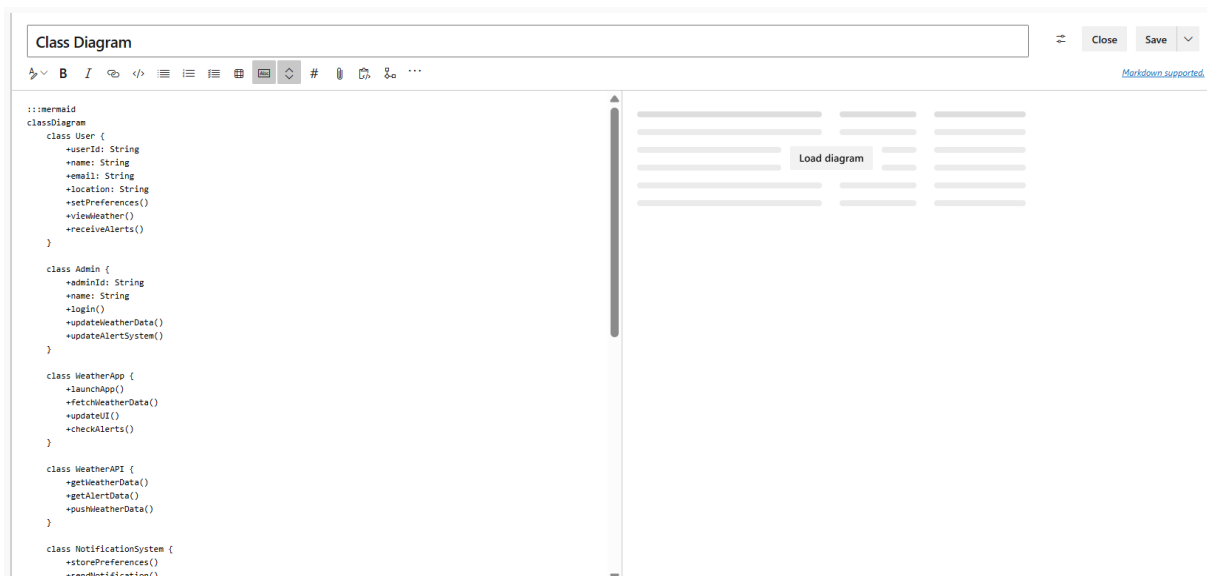 Class Diagram
Close
Save
B I </> # ...
Abc
Markdown supported.
:::mermaid
classDiagram
class User {
+userId: String
+name: String
+email: String
+location: String
+setPreferences()
+viewWeather()
+receiveAlerts()
}
class Admin {
+adminId: String
+name: String
+login()
+updateWeatherData()
+updateAlertSystem()
}
class WeatherApp {
+launchApp()
+fetchWeatherData()
+updateUI()
+checkAlerts()
}
class WeatherAPI {
+getWeatherData()
+getAlertData()
+pushWeatherData()
}
class NotificationSystem {
+storePreferences()
+sendNotification()
Load diagram